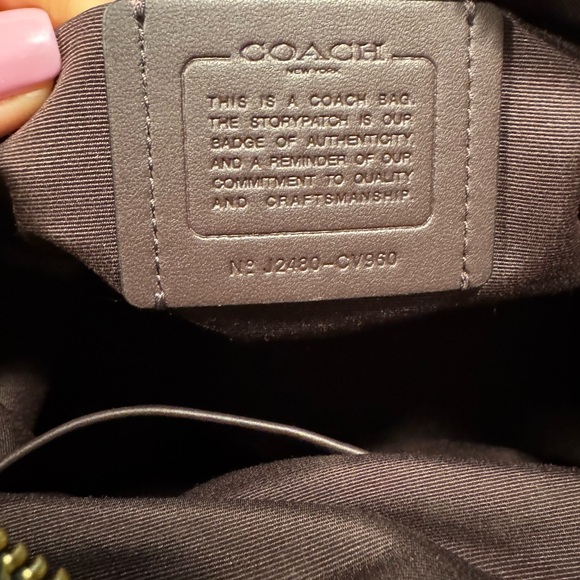 COACH
NEW YORK
THIS IS A COACH BAG.
THE STORYPATCH IS OUR
BADGE OF AUTHENTICITY,
AND A REMINDER OF OUR
COMMITMENT TO QUALITY
AND CRAFTSMANSHIP.
Nº J2480-CV960